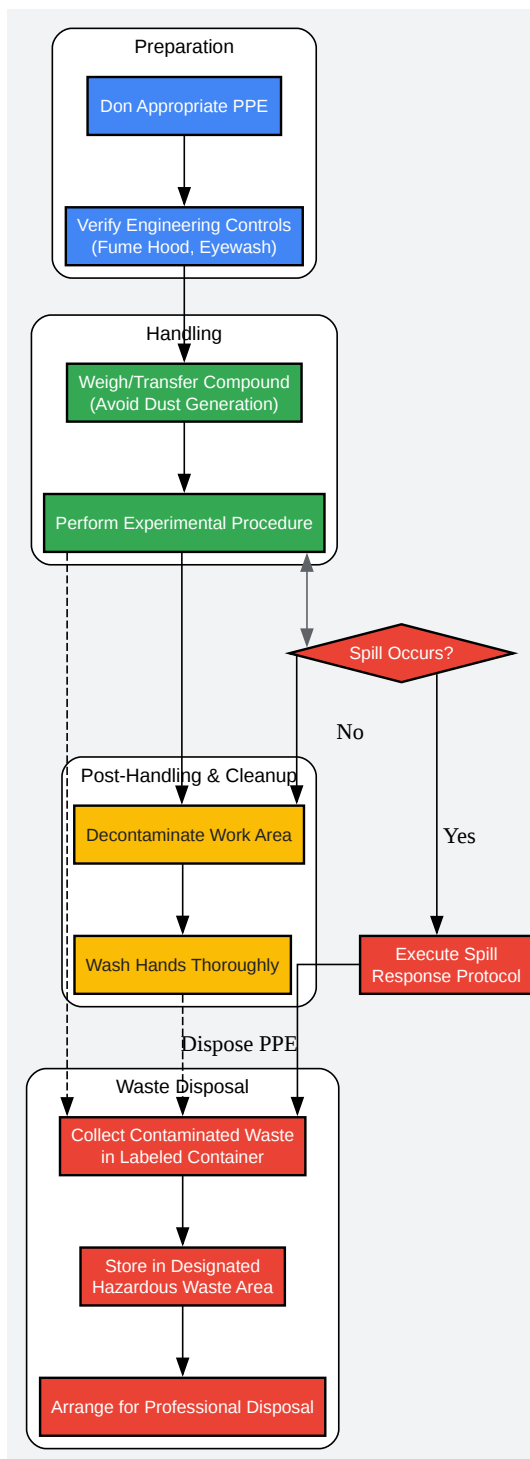 Preparation
Don Appropriate PPE
Verify Engineering Controls
(Fume Hood, Eyewash)
Handling
Weigh/Transfer Compound
(Avoid Dust Generation)
Perform Experimental Procedure
Spill Occurs?
No
Post-Handling & Cleanup
Decontaminate Work Area
Yes
Wash Hands Thoroughly
Execute Spill
Response Protocol
Dispose PPE
Waste Disposal
Collect Contaminated Waste
in Labeled Container
Store in Designated
Hazardous Waste Area
Arrange for Professional Disposal